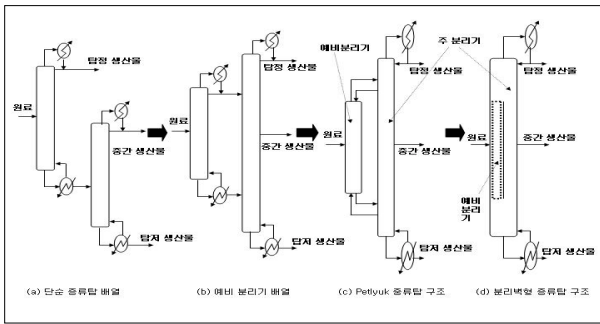 원료
탑정 생산물
중간 생산물
탑저 생산물
(a) 단순 증류탑 배열
원료
탑정 생산물
중간 생산물
탑저 생산물
(b) 예비 분리기 배열
예비분리기
주 분리기
원료
탑정 생산물
중간 생산물
탑저 생산물
(c) Petlyuk 증류탑 구조
원료
탑정 생산물
중간 생산물
예비
분리
기
탑저 생산물
(d) 분리벽형 증류탑 구조